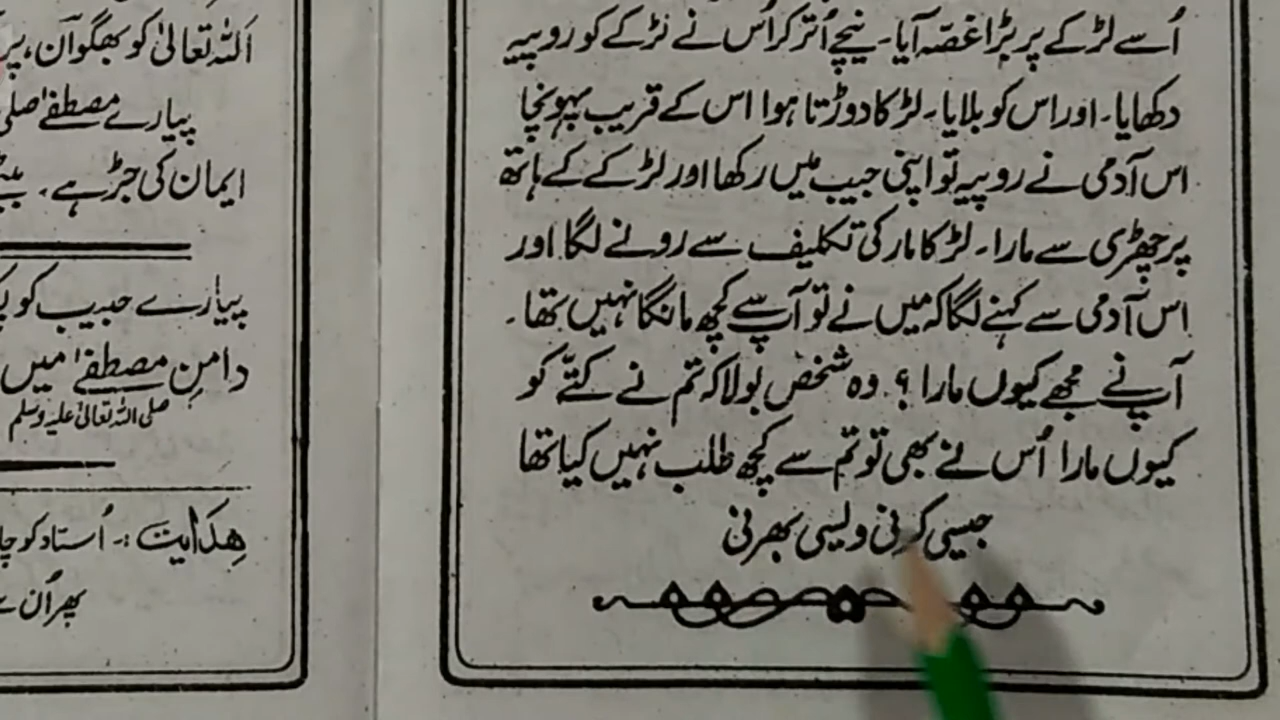 اُسے لڑکے پر بڑا غصّہ آیا۔ نیچے اُتر کر اُس نے لڑکے کو روپیہ
دکھایا۔ اور اس کو بلایا۔ لڑکا دوڑتا ہوا اس کے قریب پہونچا
اس آدمی نے روپیہ تو اپنی جیب میں رکھا اور لڑکے کے ہاتھ
پر چھڑی سے مارا۔ لڑکا مار کی تکلیف سے رونے لگا اور
اس آدمی سے کہنے لگا کہ میں نے تو آپ سے کچھ مانگا نہیں تھا۔
آپ نے مجھے کیوں مارا ؟ وہ شخص بولا کہ تم نے کتّے کو
کیوں مارا اُس نے بھی تو تم سے کچھ طلب نہیں کیا تھا
جیسی کرنی ویسی بھرنی
اللہ تعالیٰ کو بھگوان،
پیارے مصطفےٰ صلی
ایمان کی جڑ ہے۔
پیارے حبیب کو
دامنِ مصطفےٰ میں
صلی اللہ تعالیٰ علیہ وسلم
ھدایت :۔ اُستاد کو
پھر اُن